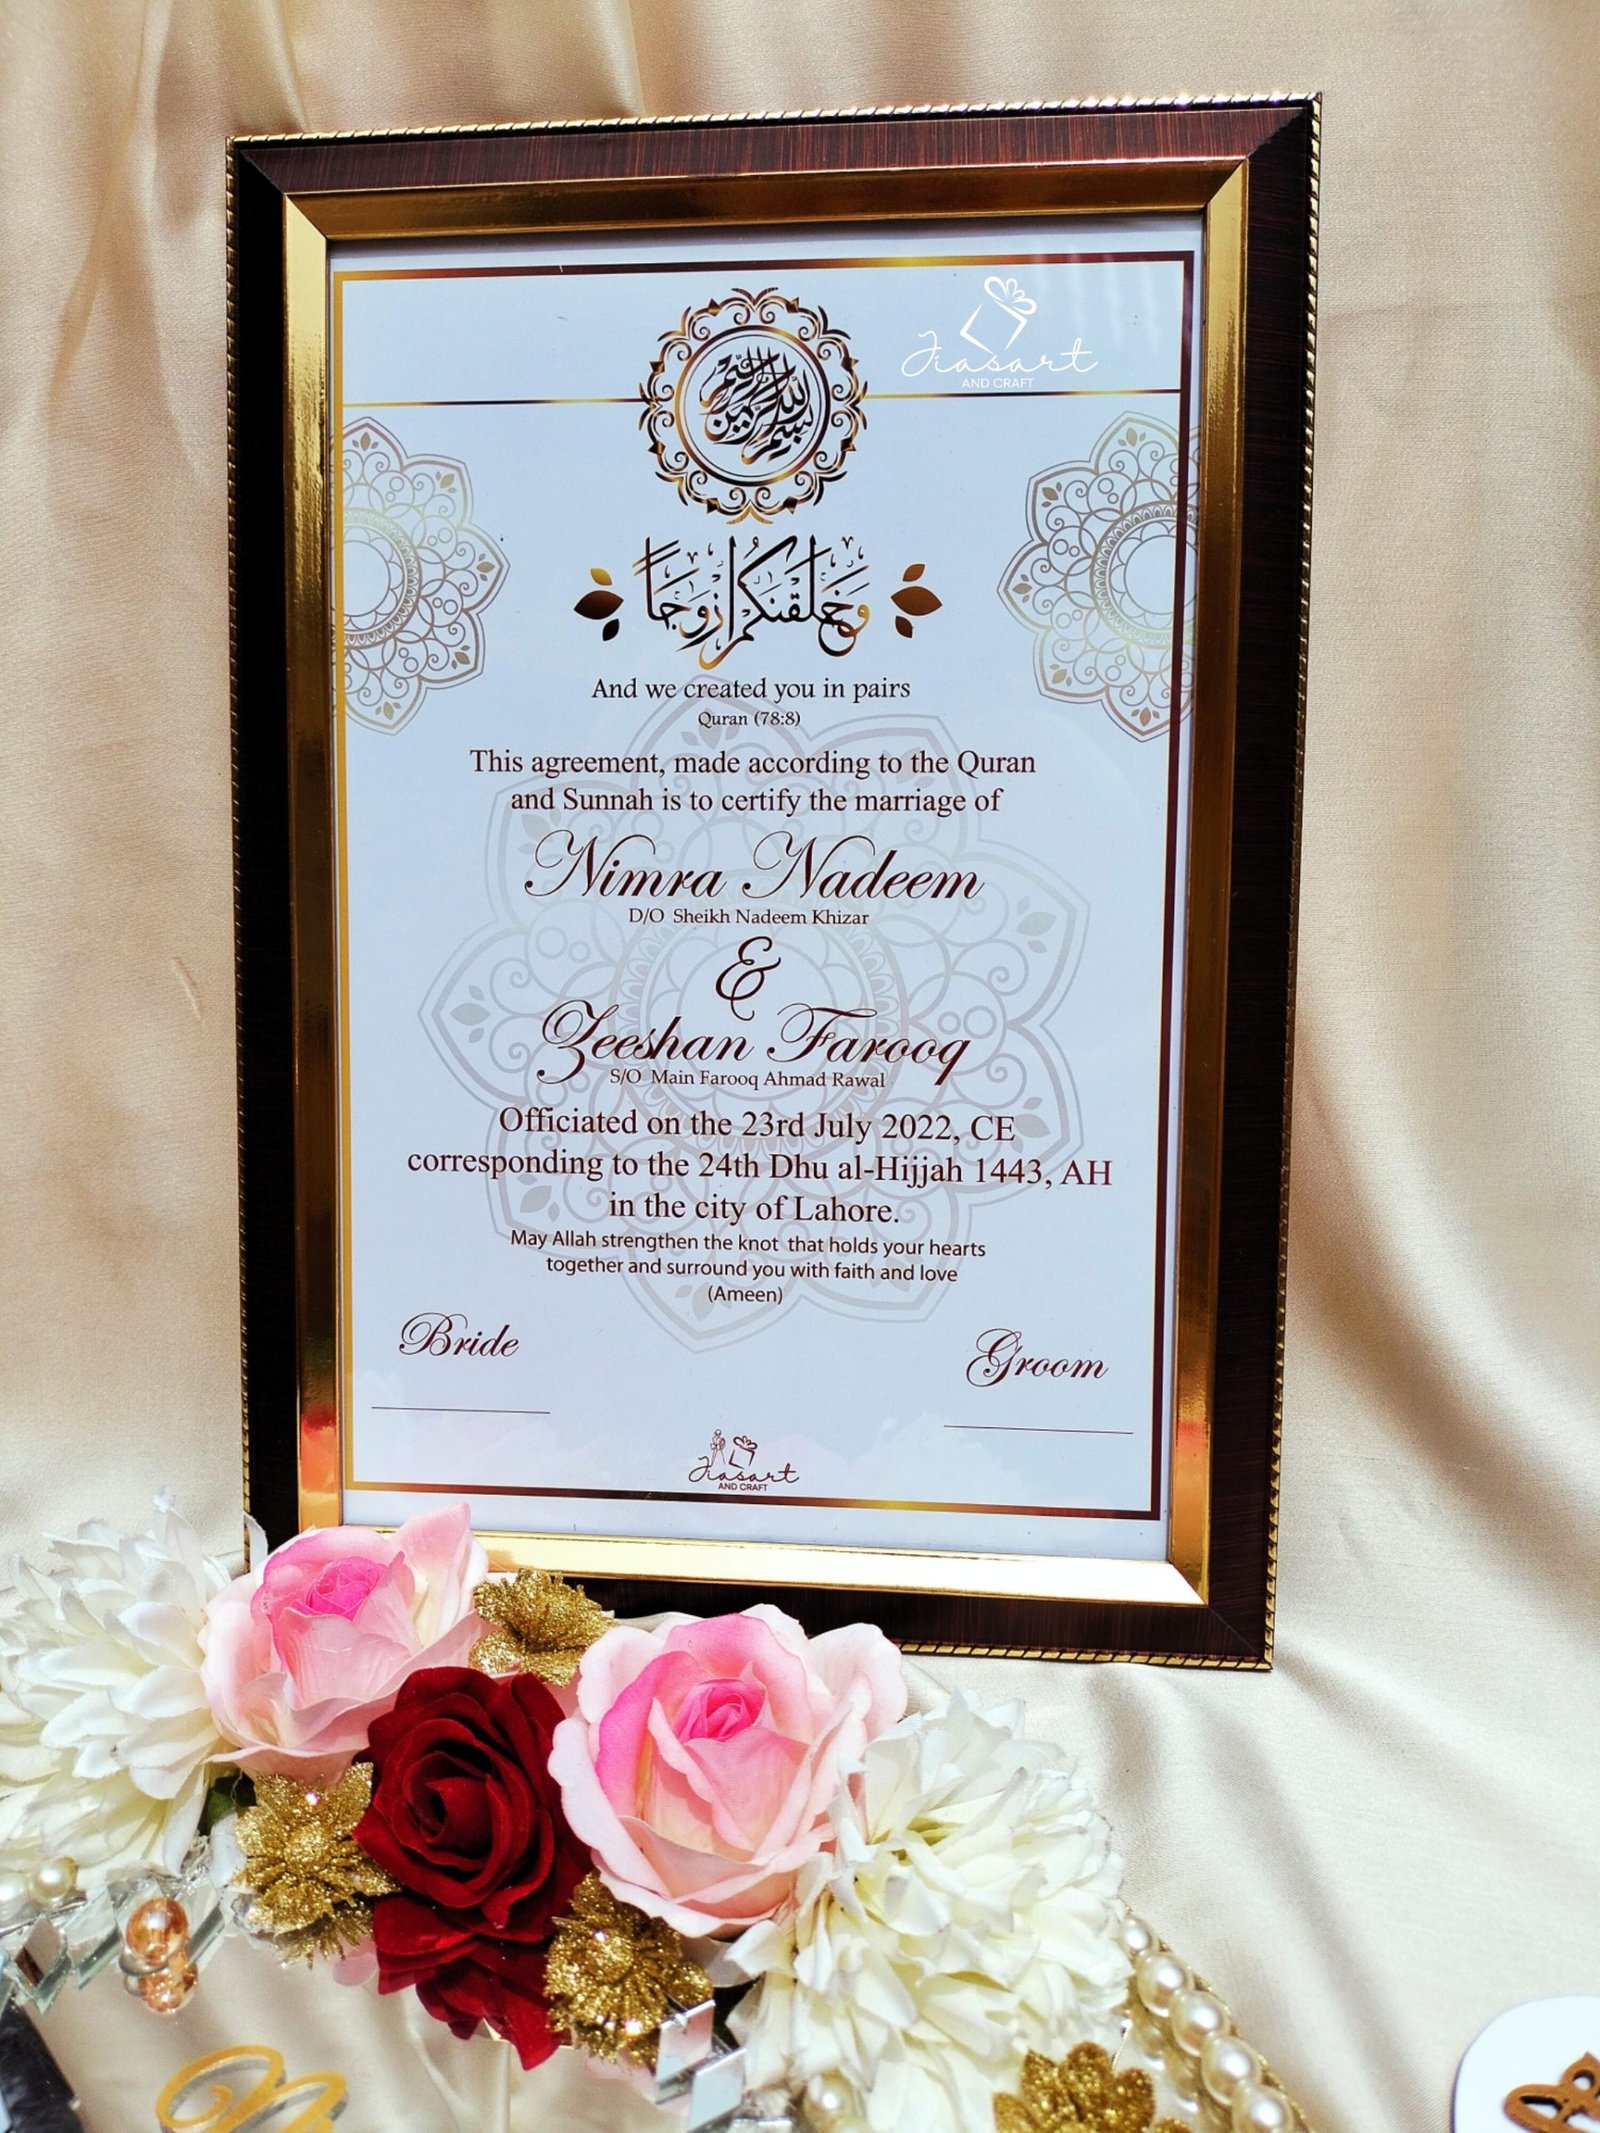 بسم الله الرحمن الرحيم
Jiasart
AND CRAFT
وَخَلَقْنَكُمْ أَزْوَجًا
And we created you in pairs
Quran (78:8)
This agreement, made according to the Quran
and Sunnah is to certify the marriage of
Nimra Nadeem
D/O Sheikh Nadeem Khizar
&
Zeeshan Farooq
S/O Main Farooq Ahmad Rawal
Officiated on the 23rd July 2022, CE
corresponding to the 24th Dhu al-Hijjah 1443, AH
in the city of Lahore.
May Allah strengthen the knot that holds your hearts
together and surround you with faith and love
(Ameen)
Bride
Groom
Jiasart
AND CRAFT